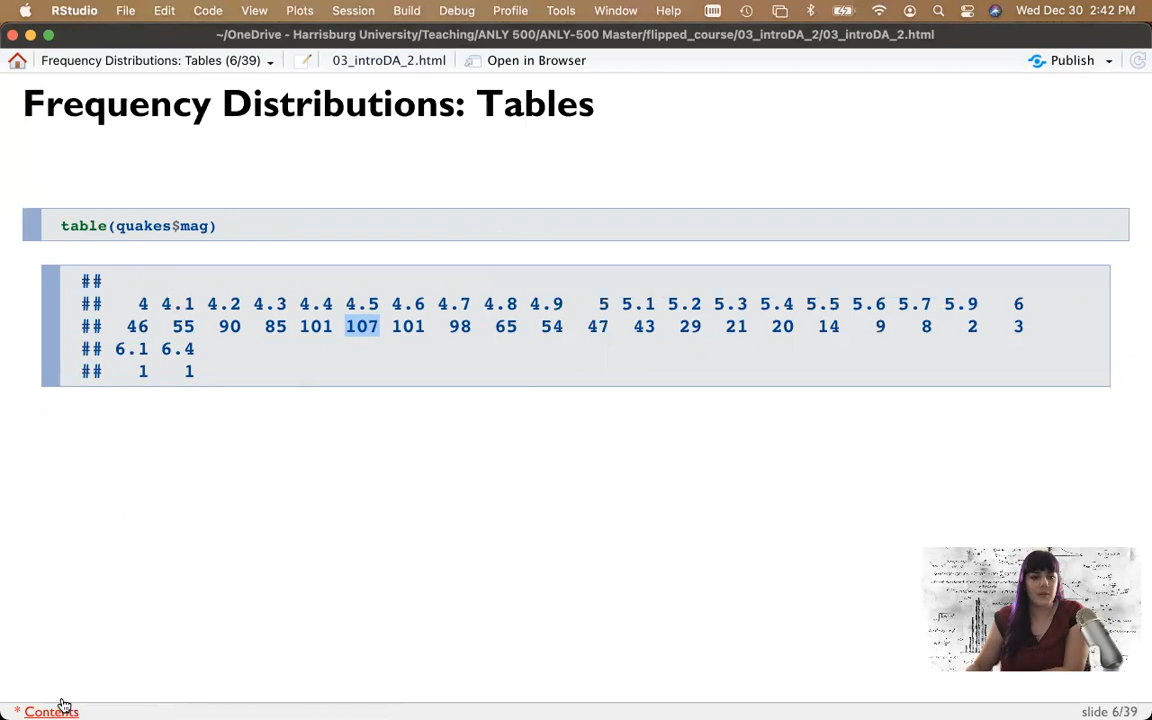 RStudio File Edit Code View Plots Session Build Debug Profile Tools Window Help Wed Dec 30 2:42 PM
~/OneDrive - Harrisburg University/Teaching/ANLY 500/ANLY-500 Master/flipped_course/03_introDA_2/03_introDA_2.html
Frequency Distributions: Tables (6/39) 03_introDA_2.html Open in Browser Publish
Frequency Distributions: Tables
table(quakes$mag)
##
## 4 4.1 4.2 4.3 4.4 4.5 4.6 4.7 4.8 4.9 5 5.1 5.2 5.3 5.4 5.5 5.6 5.7 5.9 6
## 46 55 90 85 101 107 101 98 65 54 47 43 29 21 20 14 9 8 2 3
## 6.1 6.4
## 1 1
* Contents slide 6/39